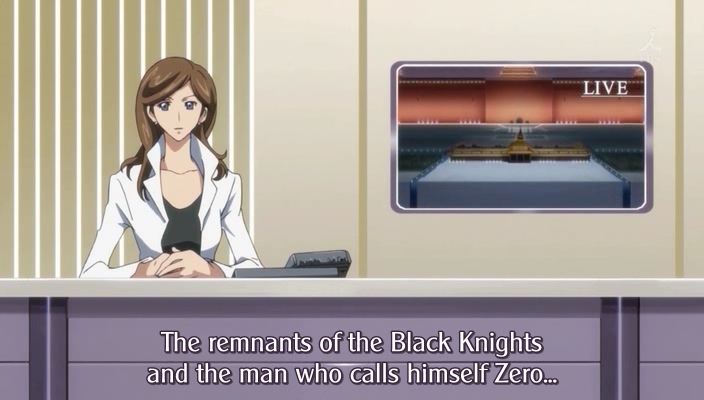 LIVE
The remnants of the Black Knights
and the man who calls himself Zero...